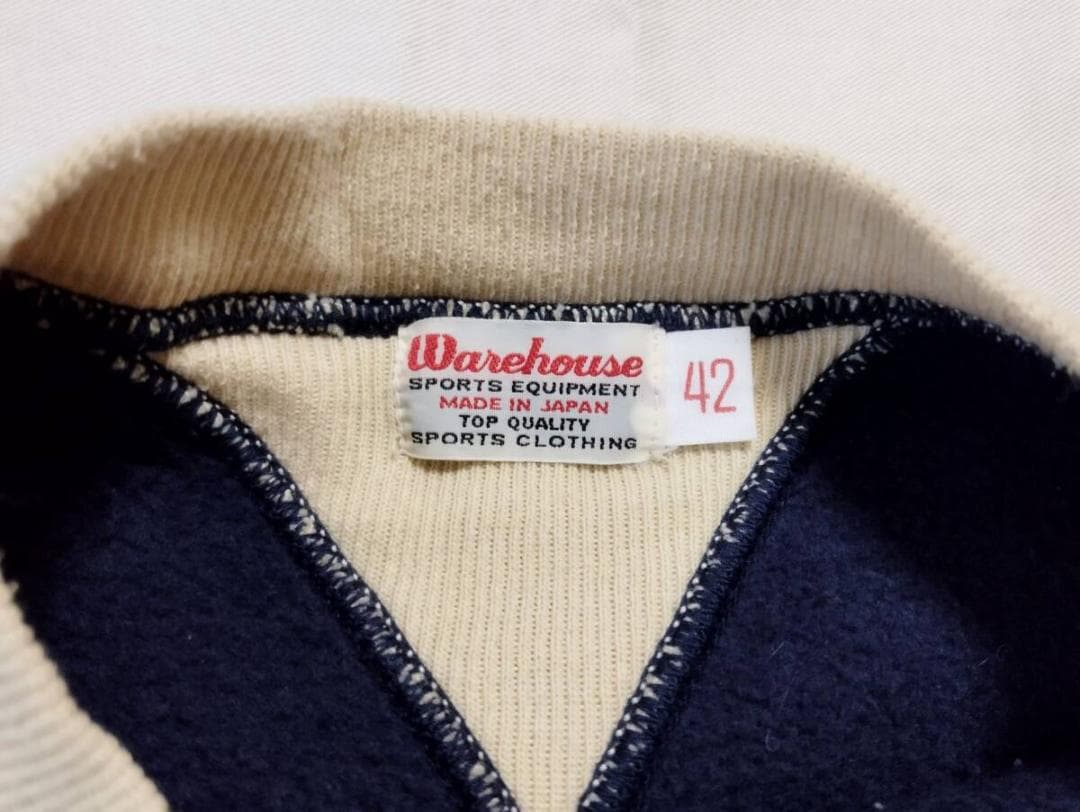 Warehouse
SPORTS EQUIPMENT
MADE IN JAPAN
TOP QUALITY
SPORTS CLOTHING
42